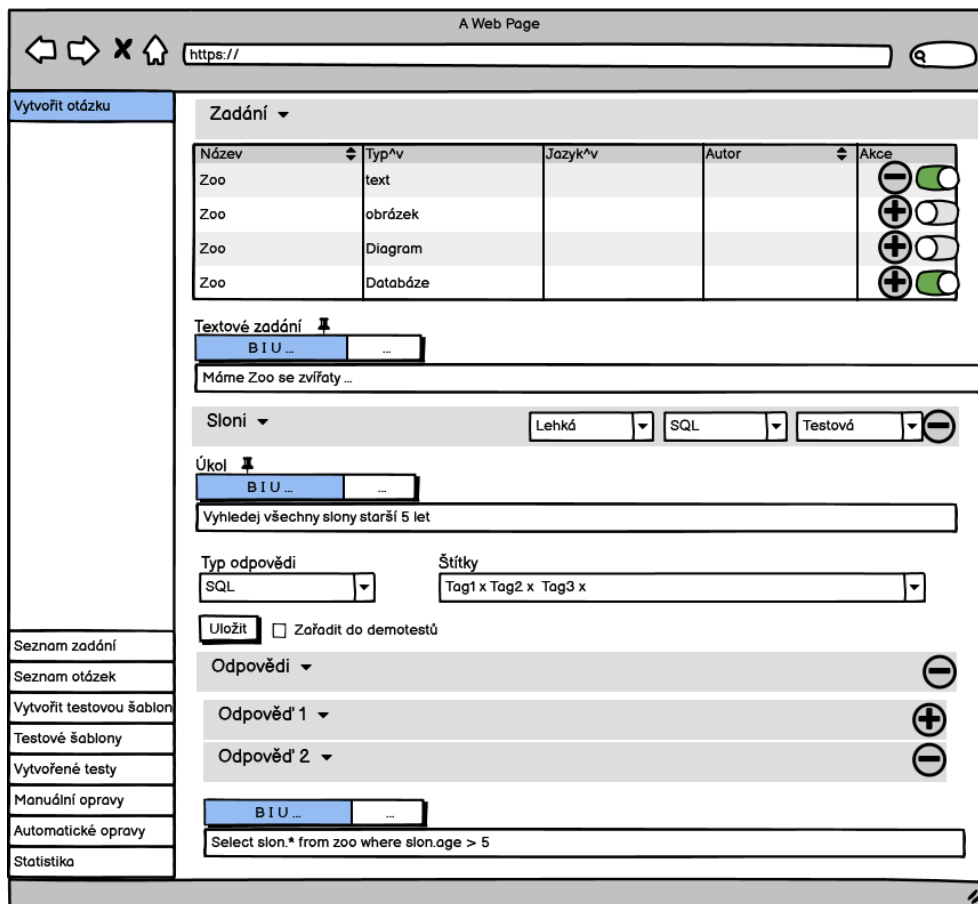 A Web Page
https://
Vytvořit otázku
Zadání
Název Typ^v Jazyk^v Autor Akce
Zoo text
Zoo obrázek
Zoo Diagram
Zoo Databáze
Textové zadání
B I U ... ...
Máme Zoo se zvířaty ...
Sloni Lehká SQL Testová
Úkol
B I U ... ...
Vyhledej všechny slony starší 5 let
Typ odpovědi Štítky
SQL Tag1 x Tag2 x Tag3 x
Uložit Zařadit do demotestů
Odpovědi
Odpověď 1
Odpověď 2
B I U ... ...
Select slon.* from zoo where slon.age > 5
Seznam zadání
Seznam otázek
Vytvořit testovou šablon
Testové šablony
Vytvořené testy
Manuální opravy
Automatické opravy
Statistika